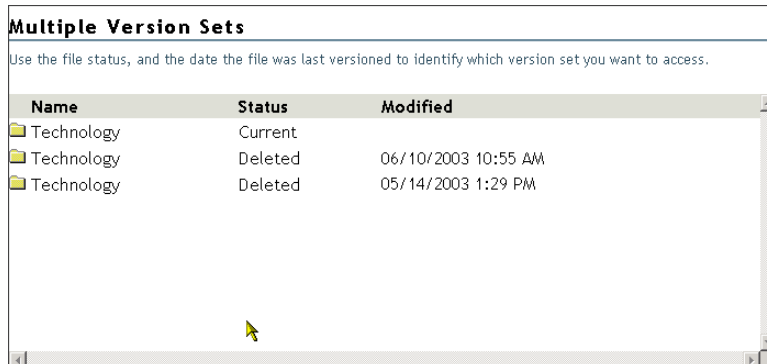 Multiple Version Sets
Use the file status, and the date the file was last versioned to identify which version set you want to access.
Name Status Modified
Technology Current
Technology Deleted 06/10/2003 10:55 AM
Technology Deleted 05/14/2003 1:29 PM